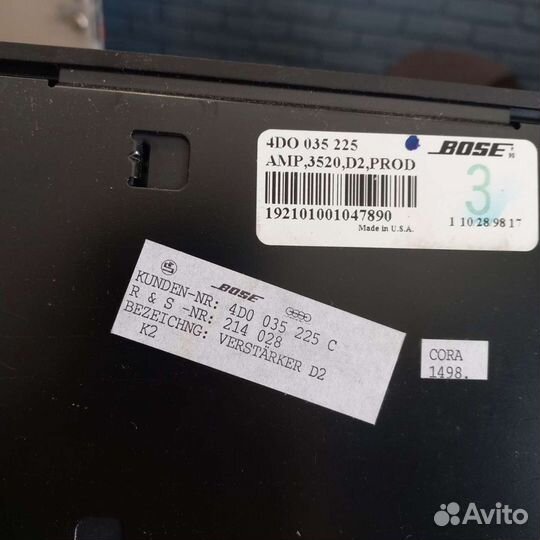 4DO 035 225
BOSE
AMP,3520,D2,PROD
3
192101001047890
Made in U.S.A.
1 10 28 98 17
BOSE
KUNDEN-NR: 4D0 035 225 C
R & S -NR: 214 028
BEZEICHNG: VERSTÄRKER D2
K2
CORA
1498.
Avito